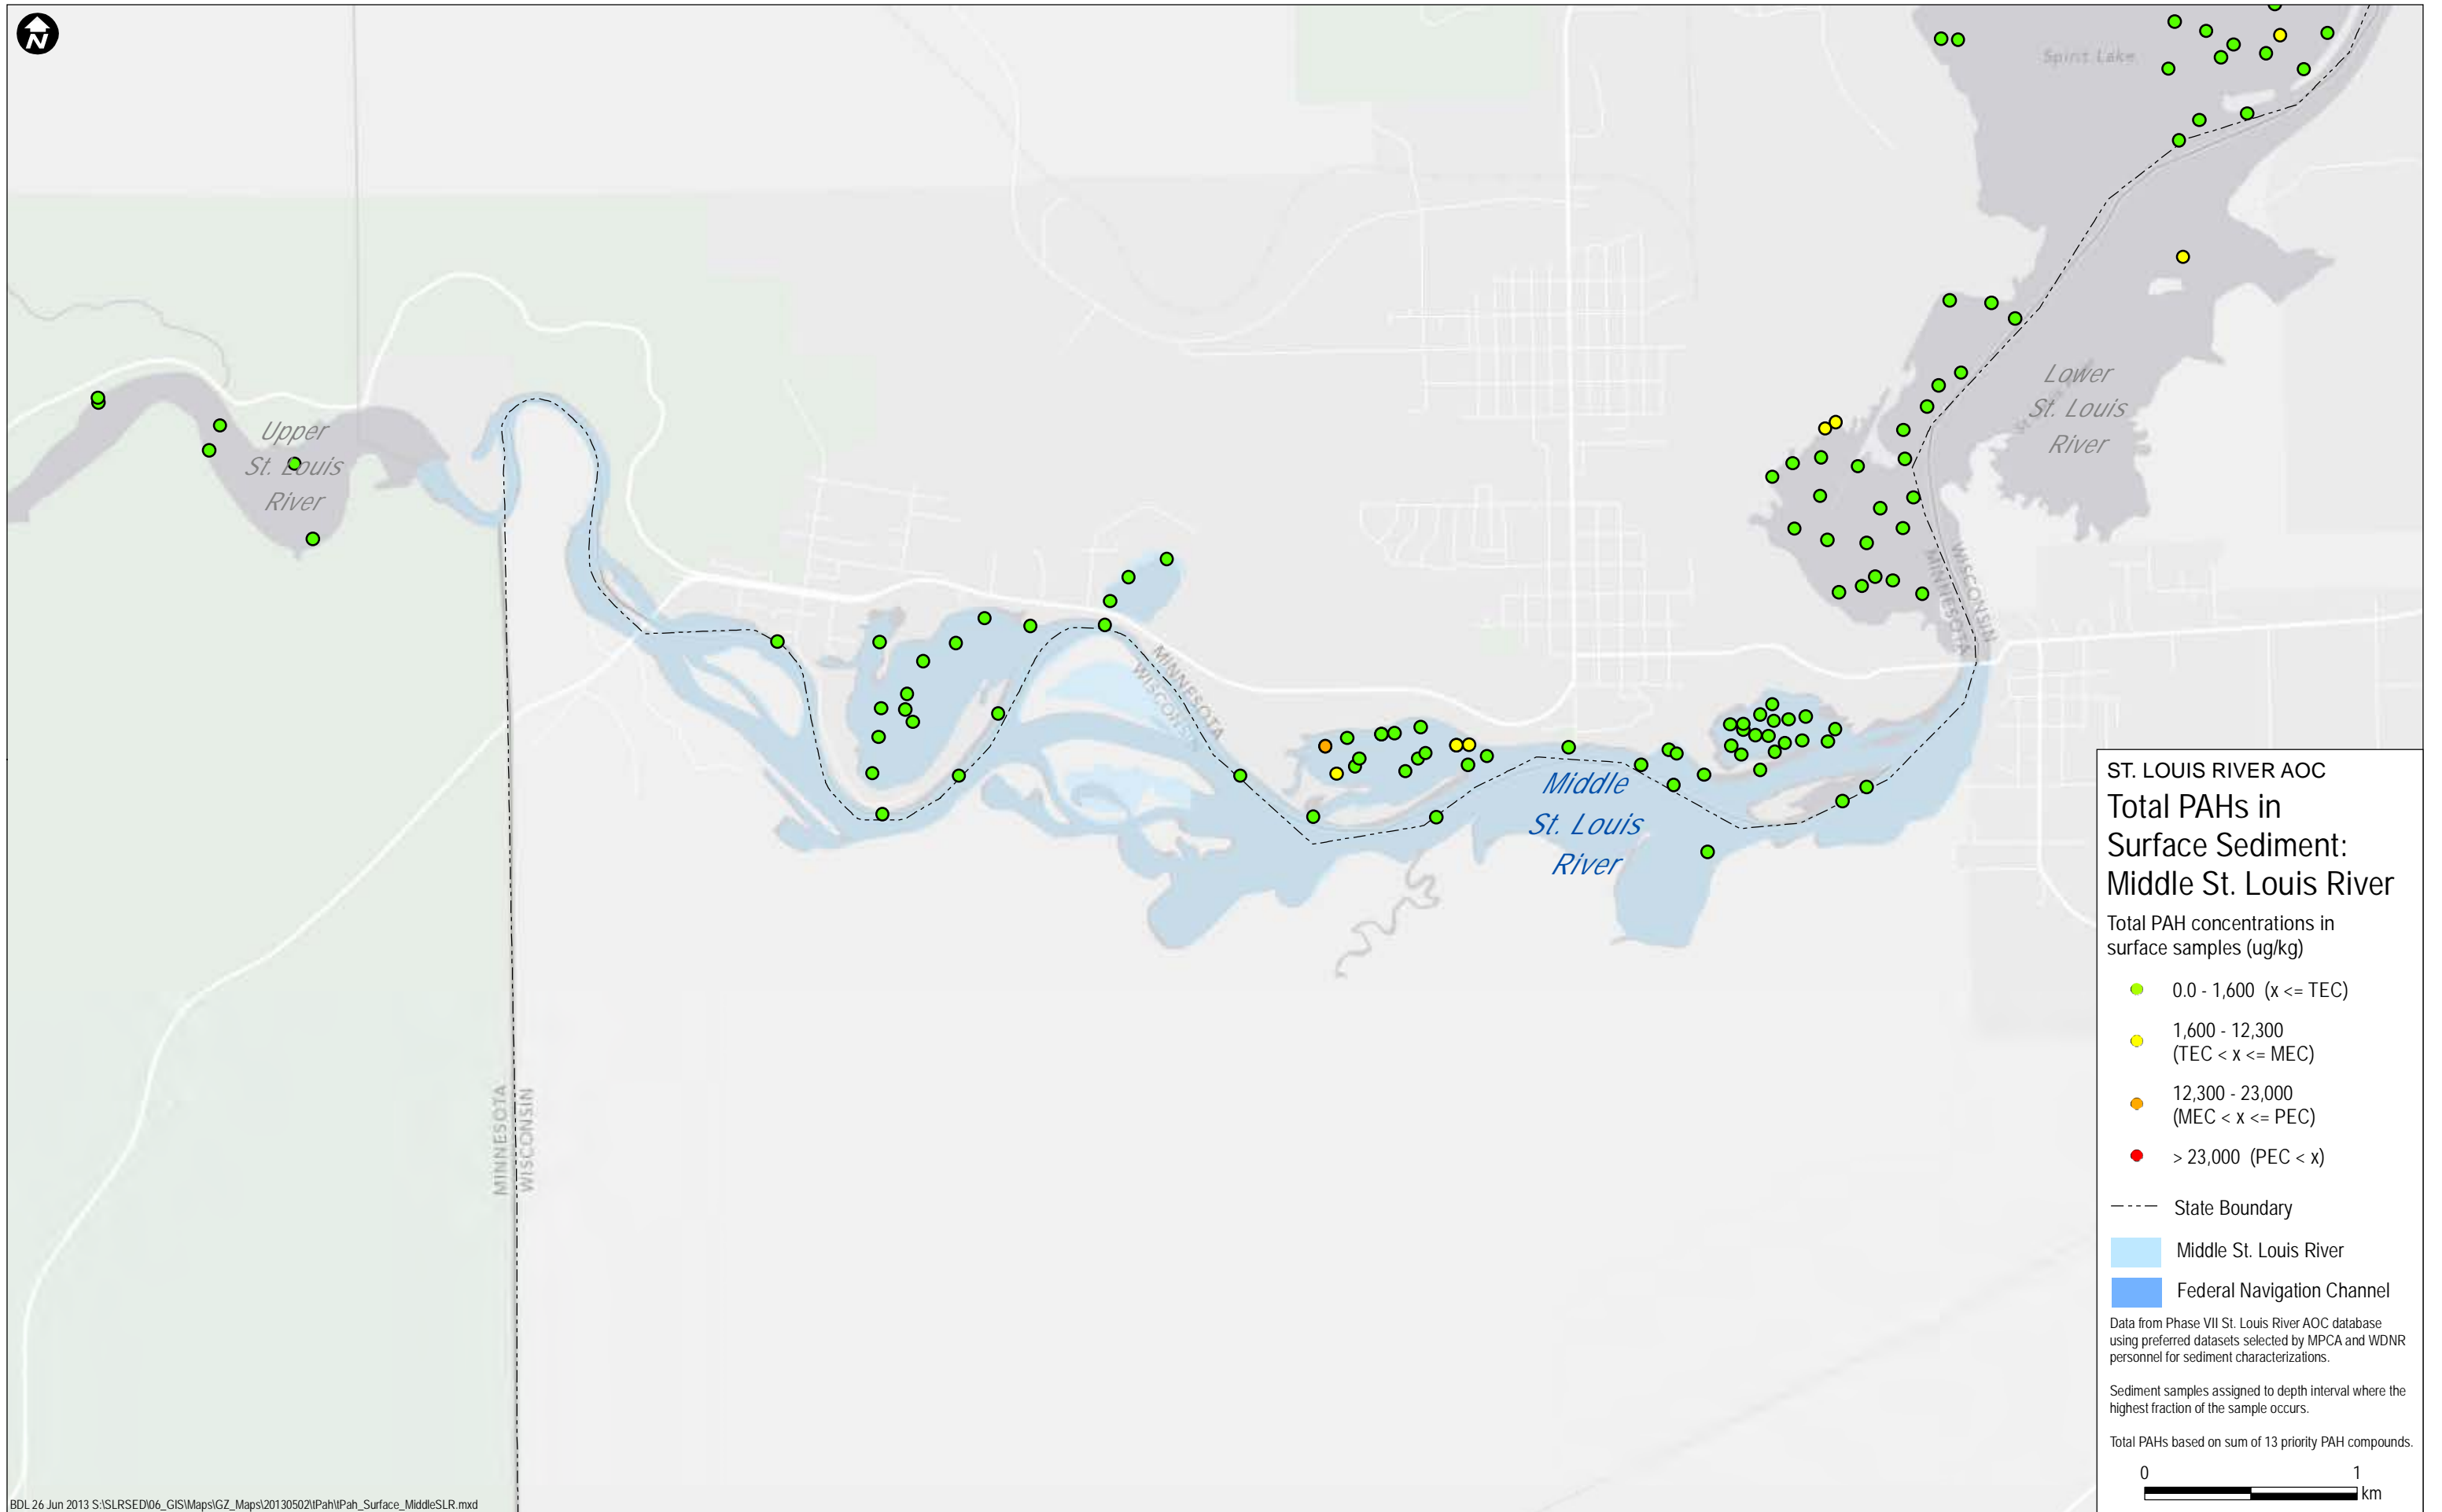 N
Spirit Lake
Upper
St. Louis
River
Lower
St. Louis
River
WISCONSIN
MINNESOTA
MINNESOTA
WISCONSIN
Middle
St. Louis
River
MINNESOTA
WISCONSIN
ST. LOUIS RIVER AOC
Total PAHs in
Surface Sediment:
Middle St. Louis River
Total PAH concentrations in
surface samples (ug/kg)
0.0 - 1,600 (x <= TEC)
1,600 - 12,300
(TEC < x <= MEC)
12,300 - 23,000
(MEC < x <= PEC)
> 23,000 (PEC < x)
State Boundary
Middle St. Louis River
Federal Navigation Channel
Data from Phase VII St. Louis River AOC database
using preferred datasets selected by MPCA and WDNR
personnel for sediment characterizations.
Sediment samples assigned to depth interval where the
highest fraction of the sample occurs.
Total PAHs based on sum of 13 priority PAH compounds.
0 1
km
BDL 26 Jun 2013 S:\SLRSED\06_GIS\Maps\GZ_Maps\20130502\tPah\tPah_Surface_MiddleSLR.mxd